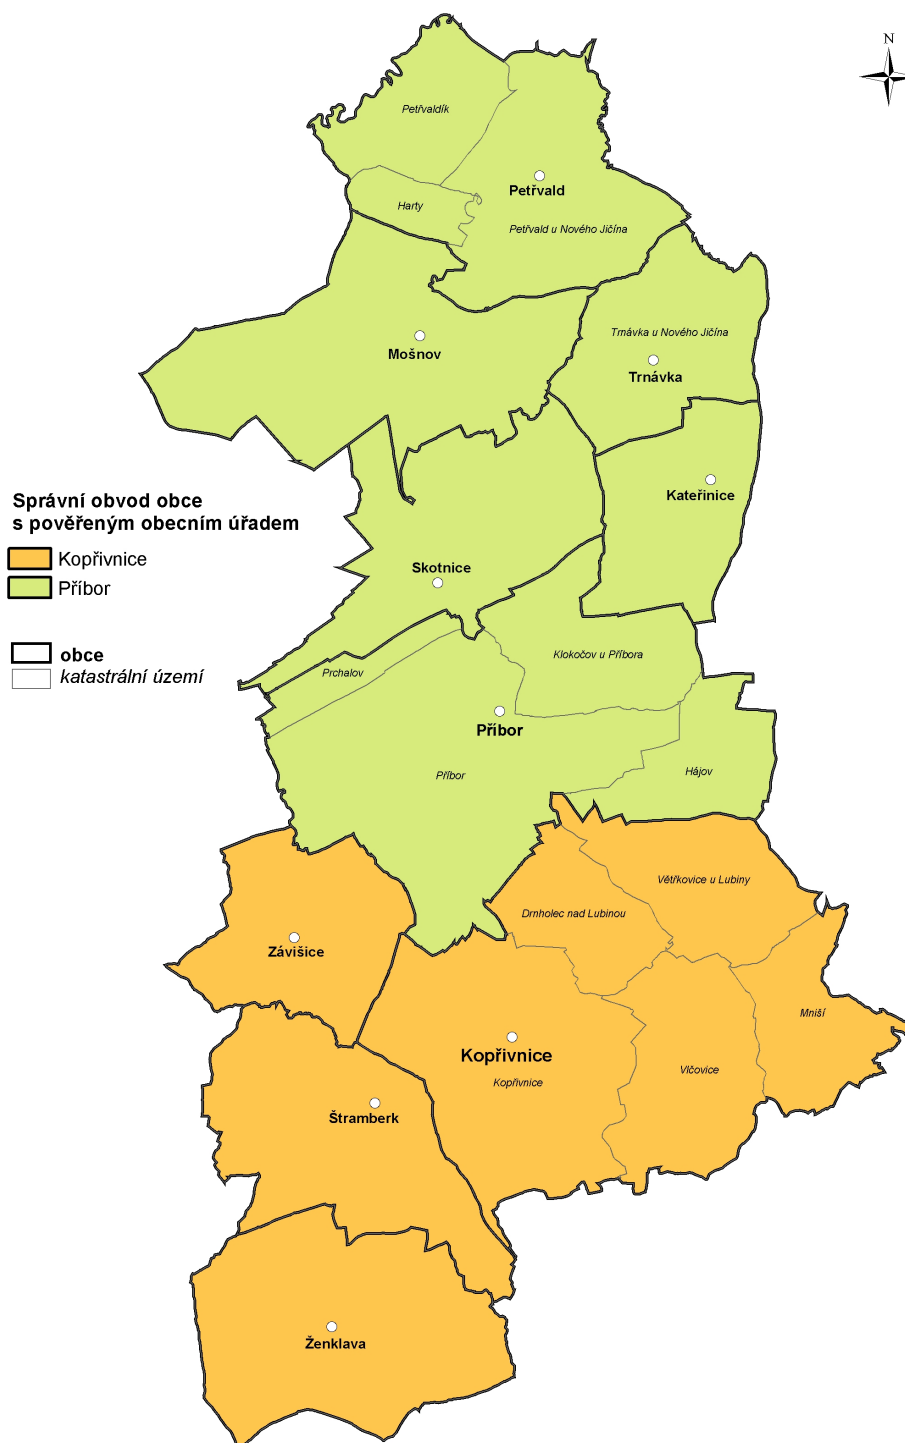 N
Petřvaldík
Petřvald
Harty
Petřvald u Nového Jičína
Trnávka u Nového Jičína
Mošnov
Trnávka
Kateřinice
Správní obvod obce
s pověřeným obecním úřadem
Kopřivnice
Příbor
obce
katastrální území
Skotnice
Klokočov u Příbora
Prchalov
Příbor
Příbor
Hájov
Větřkovice u Lubiny
Drnholec nad Lubinou
Závišice
Mniší
Kopřivnice
Kopřivnice
Vlčovice
Štramberk
Ženklava